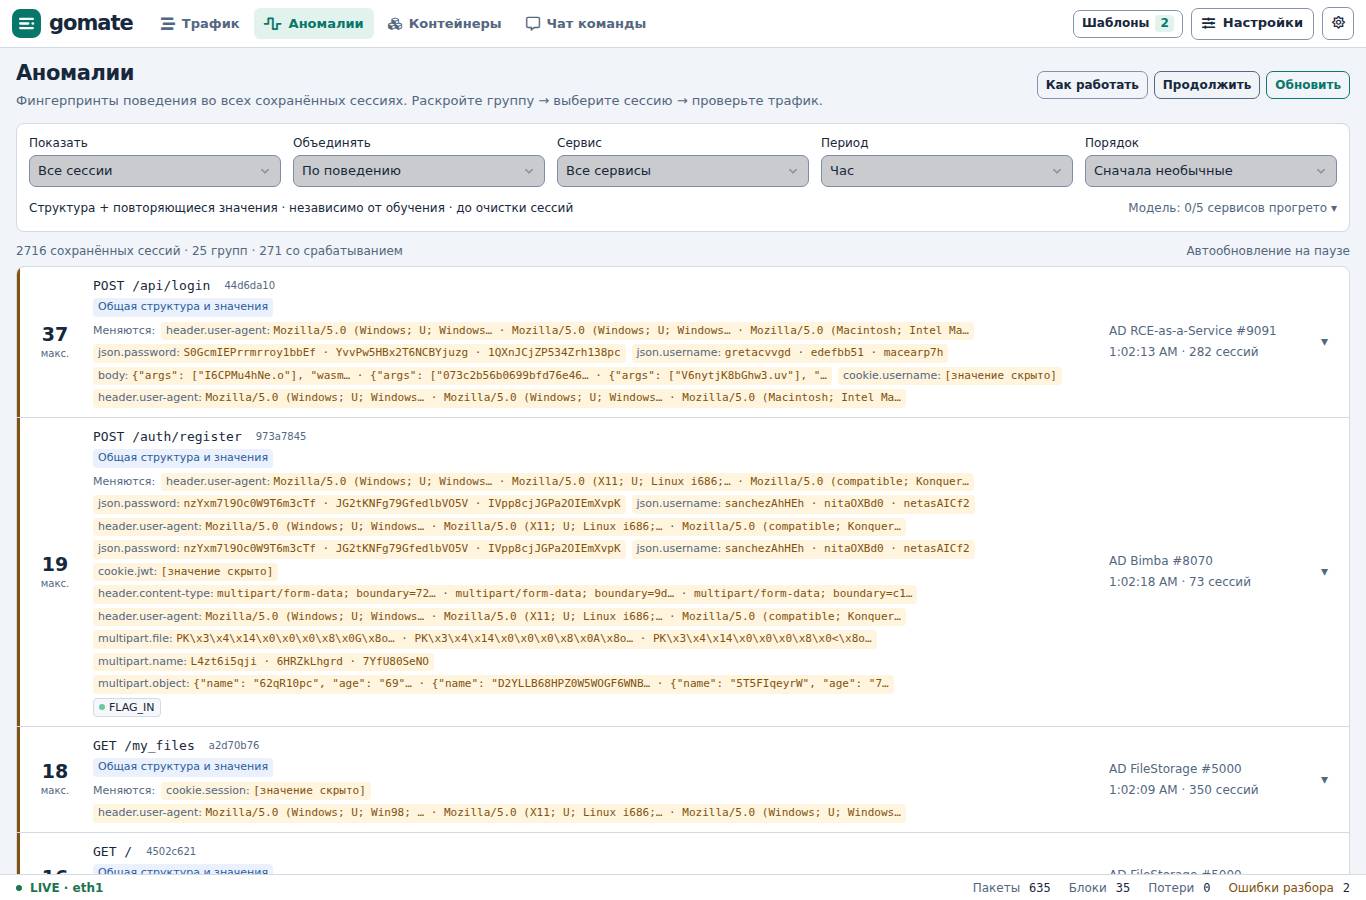 gomate
Трафик
Аномалии
Контейнеры
Чат команды
Шаблоны 2
Настройки
Аномалии
Фингерпринты поведения во всех сохранённых сессиях. Раскройте группу → выберите сессию → проверьте трафик.
Как работать
Продолжить
Обновить
Показать
Объединять
Сервис
Период
Порядок
Все сессии
По поведению
Все сервисы
Час
Сначала необычные
Структура + повторяющиеся значения · независимо от обучения · до очистки сессий
Модель: 0/5 сервисов прогрето ▾
2716 сохранённых сессий · 25 групп · 271 со срабатыванием
Автообновление на паузе
37
макс.
POST /api/login 44d6da10
Общая структура и значения
Меняются: header.user-agent: Mozilla/5.0 (Windows; U; Windows… · Mozilla/5.0 (Windows; U; Windows… · Mozilla/5.0 (Macintosh; Intel Ma…
json.password: S0GcmIEPrrmrroy1bbEf · YvvPw5HBx2T6NCBYjuzg · 1QXnJCjZP534Zrh138pc json.username: gretacvvgd · edefbb51 · macearp7h
body: {"args": ["I6CPMu4hNe.o"], "wasm… · {"args": ["073c2b56b0699bfd76e46… · {"args": ["V6nytjK8bGhw3.uv"], "… cookie.username: [значение скрыто]
header.user-agent: Mozilla/5.0 (Windows; U; Windows… · Mozilla/5.0 (Windows; U; Windows… · Mozilla/5.0 (Macintosh; Intel Ma…
AD RCE-as-a-Service #9091
1:02:13 AM · 282 сессий
▾
19
макс.
POST /auth/register 973a7845
Общая структура и значения
Меняются: header.user-agent: Mozilla/5.0 (Windows; U; Windows… · Mozilla/5.0 (X11; U; Linux i686;… · Mozilla/5.0 (compatible; Konquer…
json.password: nzYxm7l9Oc0W9T6m3cTf · JG2tKNFg79GfedlbVO5V · IVpp8cjJGPa2OIEmXvpK json.username: sanchezAhHEh · nitaOXBd0 · netasAICf2
header.user-agent: Mozilla/5.0 (Windows; U; Windows… · Mozilla/5.0 (X11; U; Linux i686;… · Mozilla/5.0 (compatible; Konquer…
json.password: nzYxm7l9Oc0W9T6m3cTf · JG2tKNFg79GfedlbVO5V · IVpp8cjJGPa2OIEmXvpK json.username: sanchezAhHEh · nitaOXBd0 · netasAICf2
cookie.jwt: [значение скрыто]
header.content-type: multipart/form-data; boundary=72… · multipart/form-data; boundary=9d… · multipart/form-data; boundary=c1…
header.user-agent: Mozilla/5.0 (Windows; U; Windows… · Mozilla/5.0 (X11; U; Linux i686;… · Mozilla/5.0 (compatible; Konquer…
multipart.file: PK\x3\x4\x14\x0\x0\x0\x8\x0G\x8o… · PK\x3\x4\x14\x0\x0\x0\x8\x0A\x8o… · PK\x3\x4\x14\x0\x0\x0\x8\x0<\x8o…
multipart.name: L4zt6i5qji · 6HRZkLhgrd · 7YfU80SeNO
multipart.object: {"name": "62qR10pc", "age": "69"… · {"name": "D2YLLB68HPZ0W5WOGF6WNB… · {"name": "5T5FIqeyrW", "age": "7…
FLAG_IN
AD Bimba #8070
1:02:18 AM · 73 сессий
▾
18
макс.
GET /my_files a2d70b76
Общая структура и значения
Меняются: cookie.session: [значение скрыто]
header.user-agent: Mozilla/5.0 (Windows; U; Win98; … · Mozilla/5.0 (X11; U; Linux i686;… · Mozilla/5.0 (Windows; U; Windows…
AD FileStorage #5000
1:02:09 AM · 350 сессий
▾
16
GET / 4502c621
Общая структура и значения
AD FileStorage #5000
LIVE · eth1
Пакеты 635 Блоки 35 Потери 0 Ошибки разбора 2